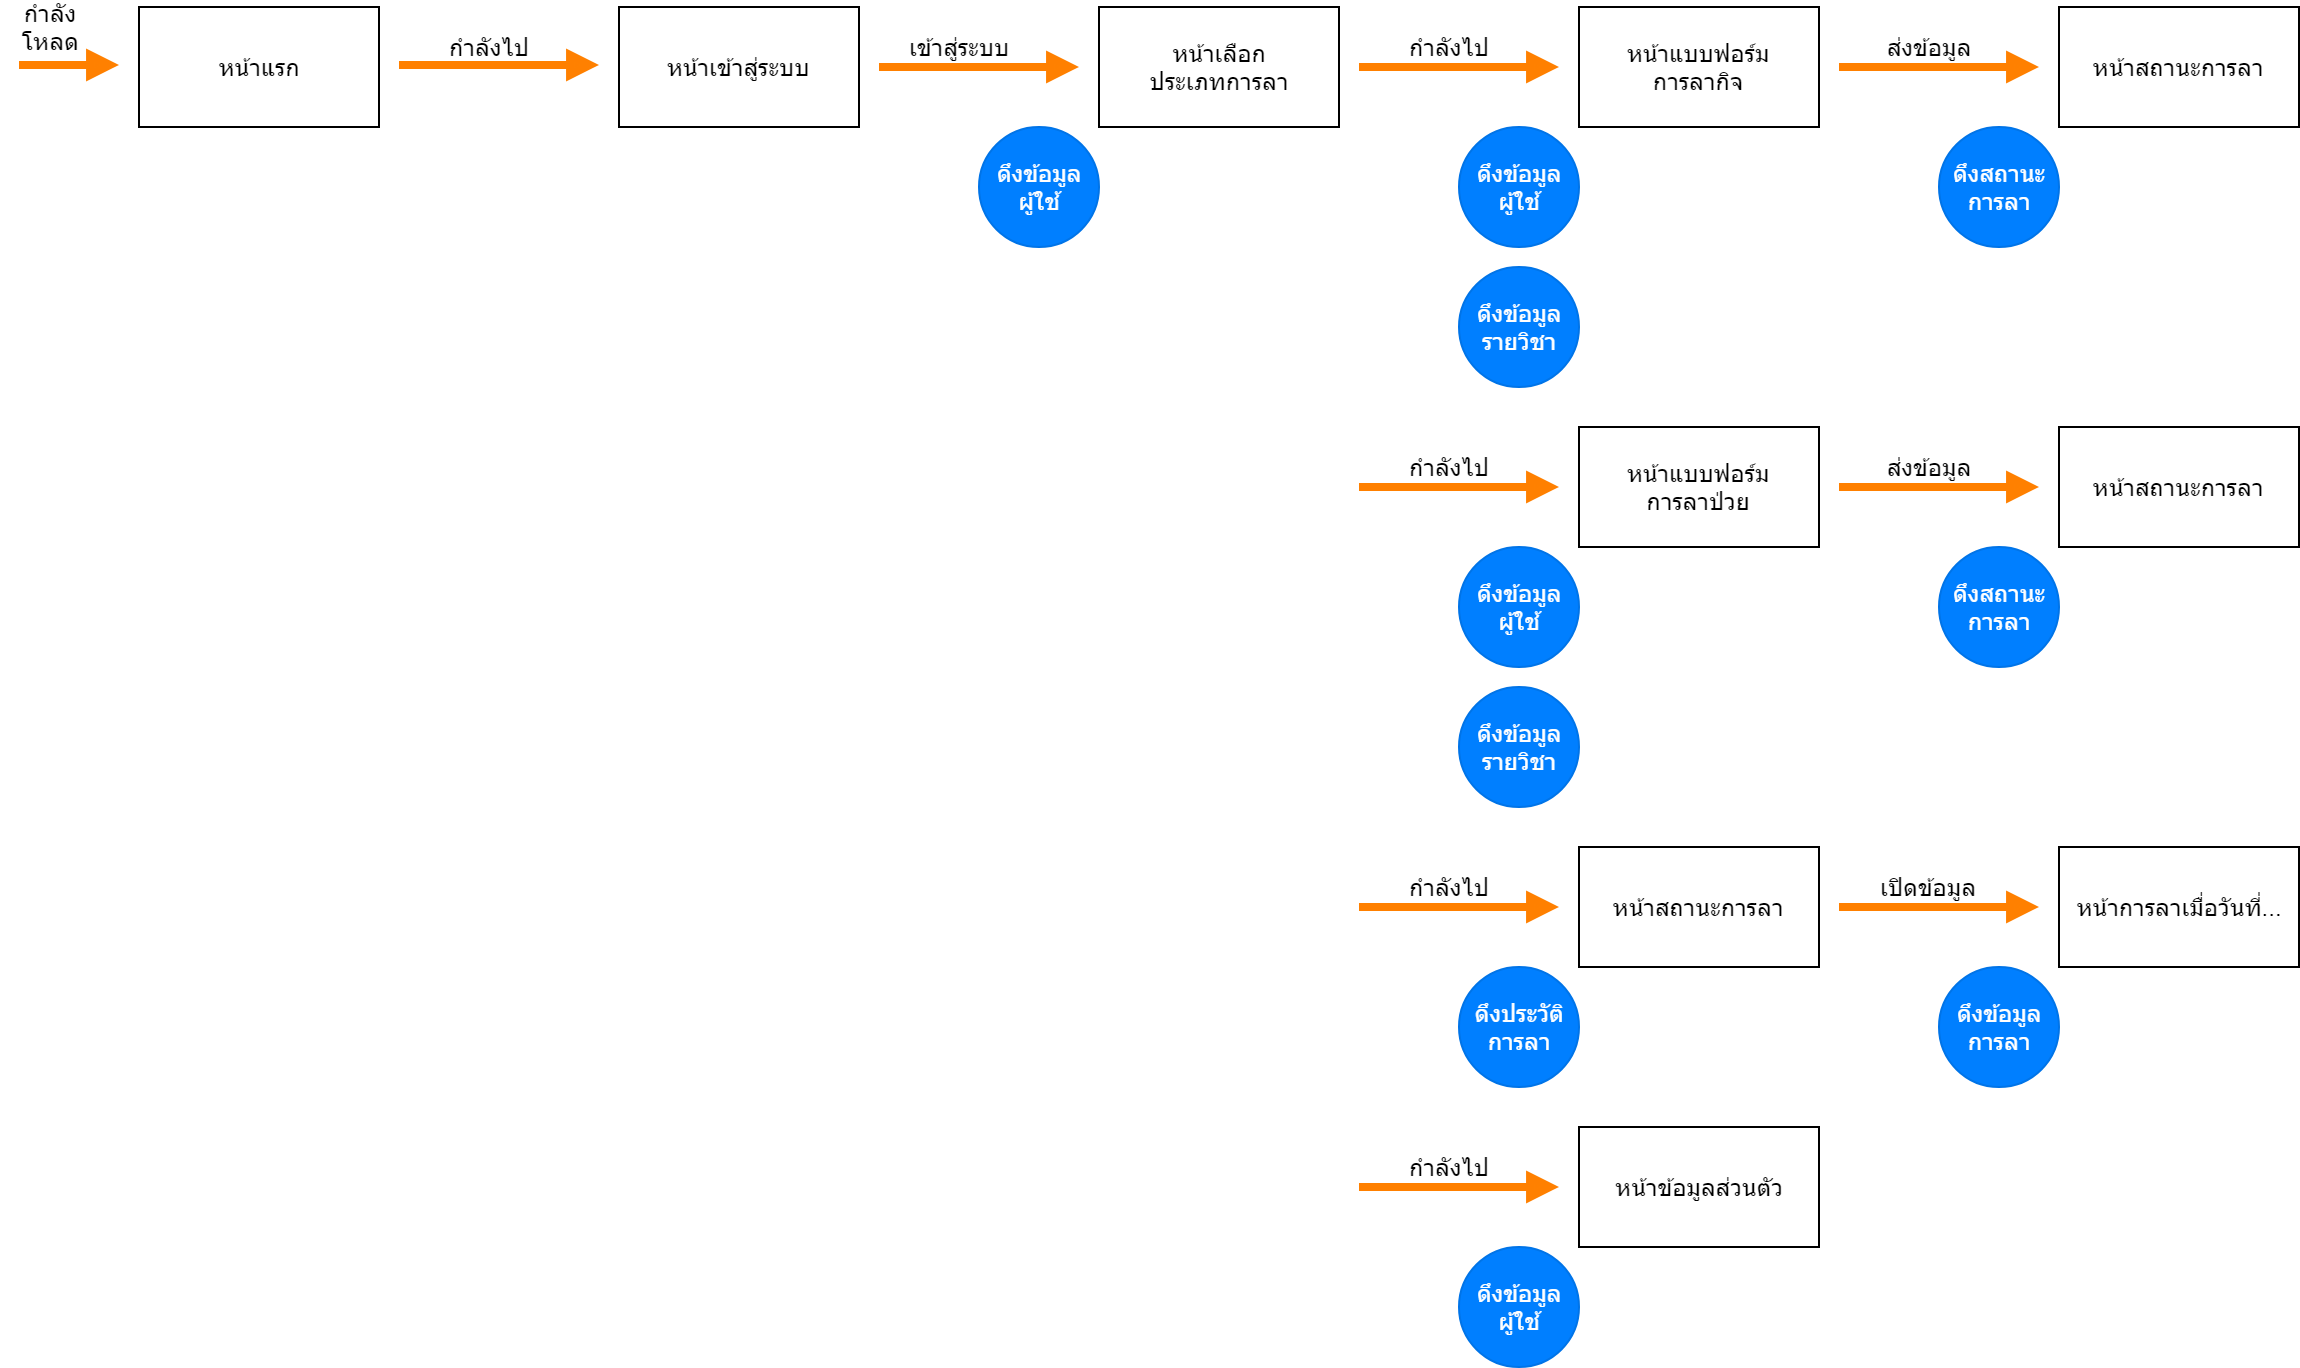 กำลัง
โหลด
หน้าแรก
กำลังไป
หน้าเข้าสู่ระบบ
เข้าสู่ระบบ
หน้าเลือก
ประเภทการลา
กำลังไป
หน้าแบบฟอร์ม
การลากิจ
ส่งข้อมูล
หน้าสถานะการลา
ดึงข้อมูล
ผู้ใช้
ดึงข้อมูล
ผู้ใช้
ดึงสถานะ
การลา
ดึงข้อมูล
รายวิชา
กำลังไป
หน้าแบบฟอร์ม
การลาป่วย
ส่งข้อมูล
หน้าสถานะการลา
ดึงข้อมูล
ผู้ใช้
ดึงสถานะ
การลา
ดึงข้อมูล
รายวิชา
กำลังไป
หน้าสถานะการลา
เปิดข้อมูล
หน้าการลาเมื่อวันที่...
ดึงประวัติ
การลา
ดึงข้อมูล
การลา
กำลังไป
หน้าข้อมูลส่วนตัว
ดึงข้อมูล
ผู้ใช้